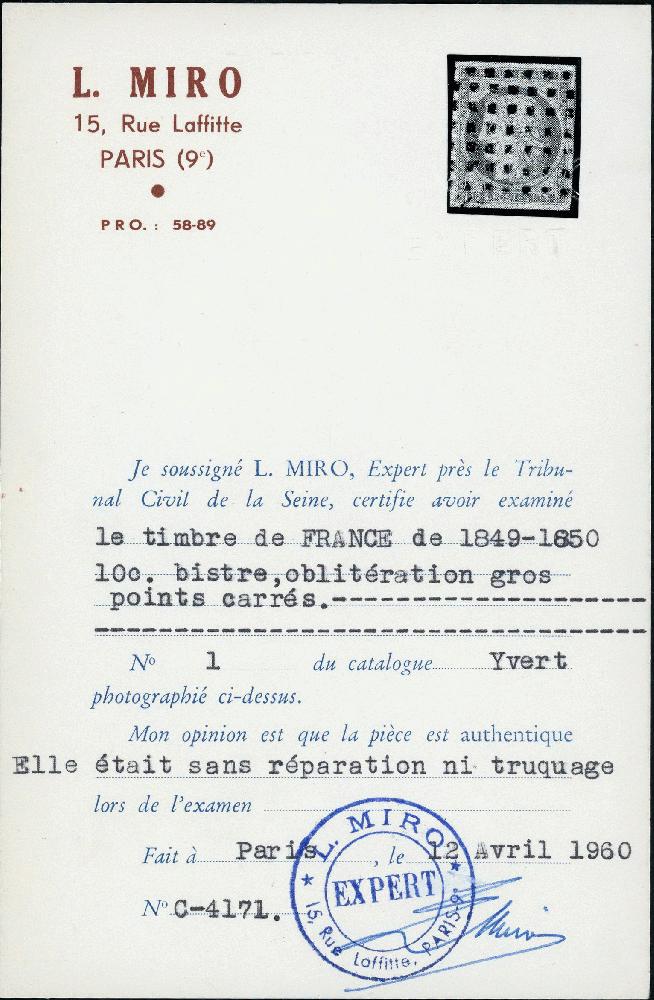 L. MIRO
15, Rue Laffitte
PARIS (9e)
PRO. : 58-89
Je soussigné L. MIRO, Expert près le Tribu-
nal Civil de la Seine, certifie avoir examiné
le timbre de FRANCE de 1849-1850
10c. bistre,oblitération gros
points carrés.--------------------
-----------------------------------
No 1 du catalogue Yvert
photographié ci-dessus.
Mon opinion est que la pièce est authentique
Elle était sans réparation ni truquage
lors de l'examen
Fait à Paris , le 12 Avril 1960
No C-4171.
L. MIRO
EXPERT
15, Rue Laffitte, PARIS-9e
Miro